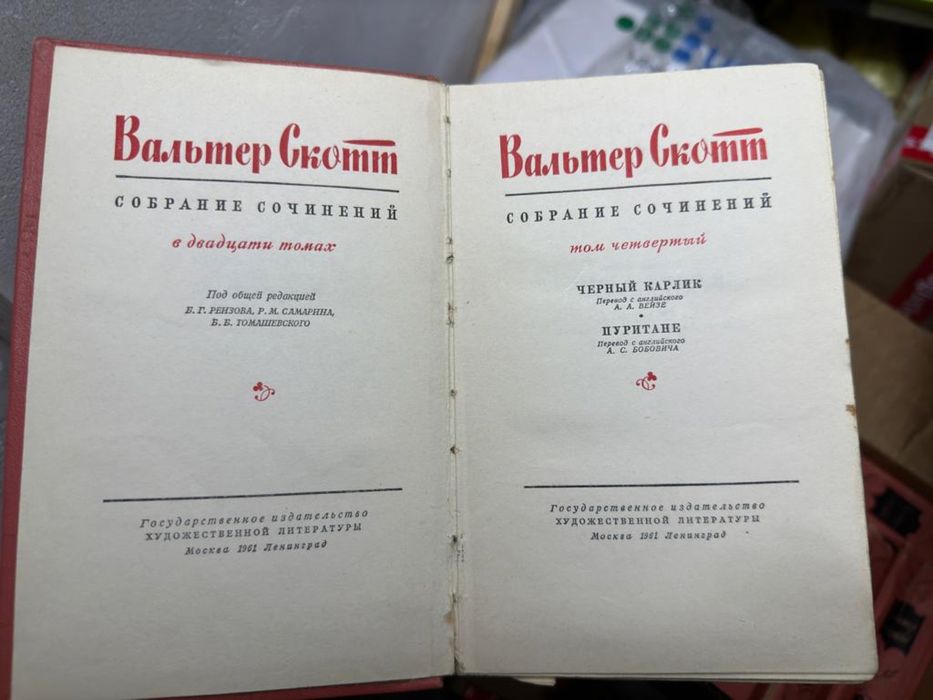 Вальтер Скотт
СОБРАНИЕ СОЧИНЕНИЙ
в двадцати томах
Под общей редакцией
Б. Г. РЕИЗОВА, Р. М. САМАРИНА,
Б. Б. ТОМАШЕВСКОГО
Государственное издательство
ХУДОЖЕСТВЕННОЙ ЛИТЕРАТУРЫ
Москва 1961 Ленинград
Вальтер Скотт
СОБРАНИЕ СОЧИНЕНИЙ
том четвертый
ЧЕРНЫЙ КАРЛИК
Перевод с английского
А. А. ВЕЙЗЕ
ПУРИТАНЕ
Перевод с английского
А. С. БОБОВИЧА
Государственное издательство
ХУДОЖЕСТВЕННОЙ ЛИТЕРАТУРЫ
Москва 1961 Ленинград